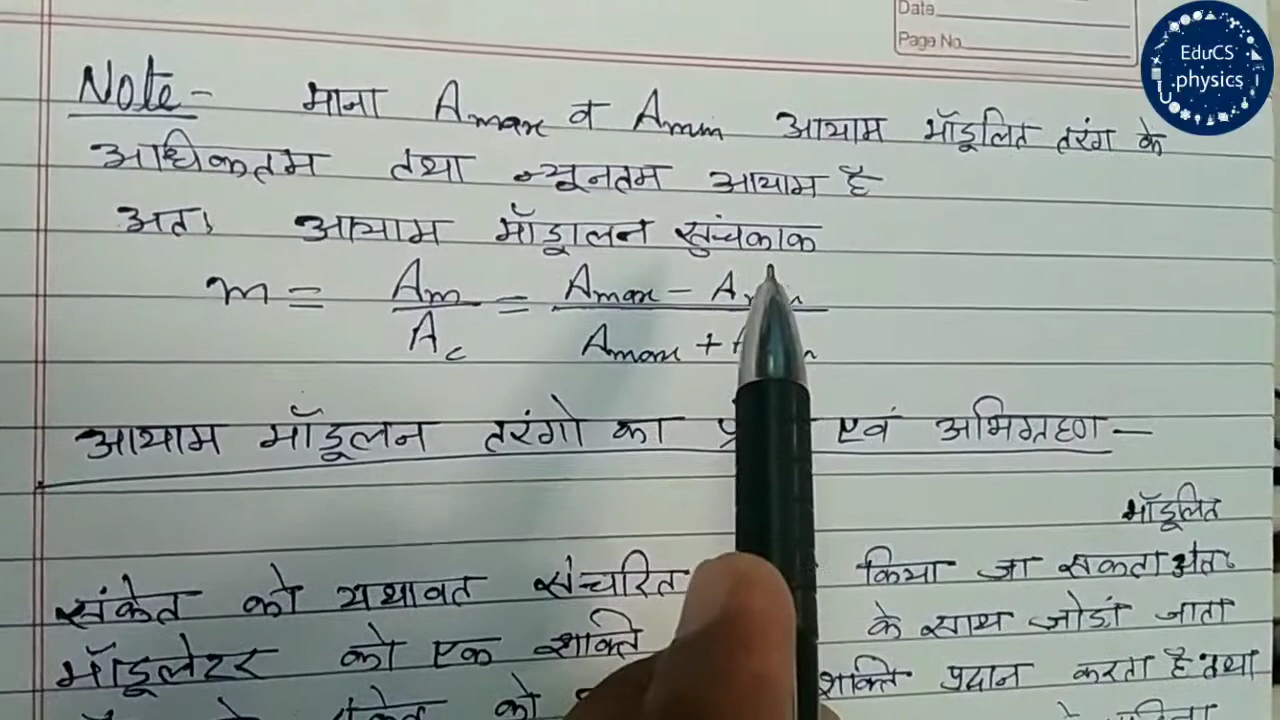 Date
Page No.
EduCS
physics
Note - माना Amax व Amin आयाम मॉडूलित तरंग के
आधिकतम तथा न्यूनतम आयाम है
अतः आयाम मॉडूालन सुंचकाक
m = Am / Ac = Amax - A / Amax +
आयाम मॉडूलन तरंगो का एवं अभिग्रहण —
मॉडूलित
संकेत को यथावत संचरित किया जा सकता अतः
के साथ जोडां जाता
मॉडूलेटर को एक शक्ति
शक्ति प्रदान करता है तथा
संकेत को